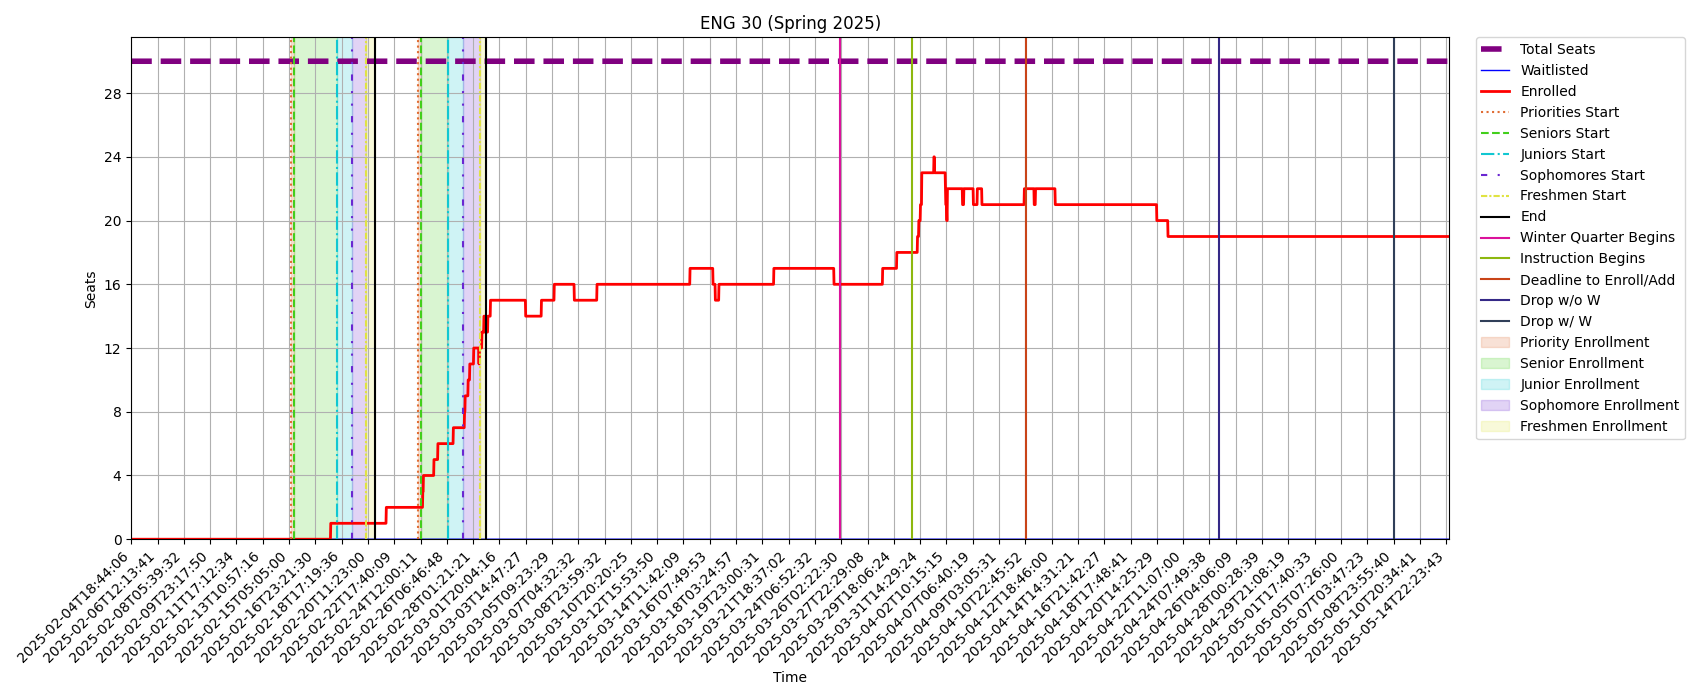 ENG 30 (Spring 2025)
Seats
28
24
20
16
12
8
4
0
2025-02-04T18:44:06
2025-02-06T12:13:41
2025-02-08T05:39:32
2025-02-09T23:17:50
2025-02-11T17:12:34
2025-02-13T10:57:16
2025-02-15T05:05:00
2025-02-16T23:21:30
2025-02-18T17:19:36
2025-02-20T11:23:00
2025-02-22T17:40:09
2025-02-24T12:00:11
2025-02-26T06:46:48
2025-02-28T01:21:21
2025-03-01T20:04:16
2025-03-03T14:47:27
2025-03-05T09:23:29
2025-03-07T04:32:32
2025-03-08T23:59:32
2025-03-10T20:20:25
2025-03-12T15:53:50
2025-03-14T11:42:09
2025-03-16T07:49:53
2025-03-18T03:24:57
2025-03-19T23:00:31
2025-03-21T18:37:02
2025-03-24T06:52:32
2025-03-26T02:22:30
2025-03-27T22:29:08
2025-03-29T18:06:24
2025-03-31T14:29:24
2025-04-02T10:15:15
2025-04-07T06:40:19
2025-04-09T03:05:31
2025-04-10T22:45:52
2025-04-12T18:46:00
2025-04-14T14:31:21
2025-04-16T11:42:27
2025-04-18T17:48:41
2025-04-20T14:25:29
2025-04-22T11:07:00
2025-04-24T07:49:38
2025-04-26T04:06:09
2025-04-28T00:28:39
2025-04-29T21:08:19
2025-05-01T17:40:33
2025-05-05T07:26:00
2025-05-07T03:47:23
2025-05-08T23:55:40
2025-05-10T20:34:41
2025-05-14T22:23:43
Time
Total Seats
Waitlisted
Enrolled
Priorities Start
Seniors Start
Juniors Start
Sophomores Start
Freshmen Start
End
Winter Quarter Begins
Instruction Begins
Deadline to Enroll/Add
Drop w/o W
Drop w/ W
Priority Enrollment
Senior Enrollment
Junior Enrollment
Sophomore Enrollment
Freshmen Enrollment